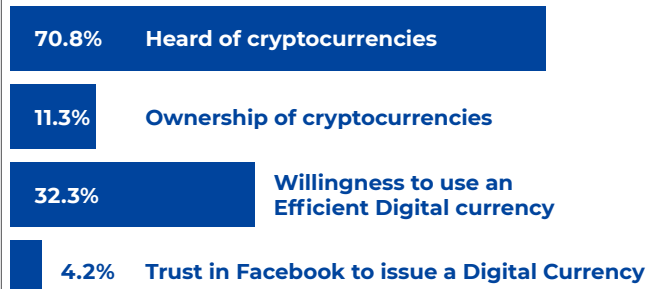 70.8% Heard of cryptocurrencies
11.3% Ownership of cryptocurrencies
32.3% Willingness to use an
Efficient Digital currency
4.2% Trust in Facebook to issue a Digital Currency